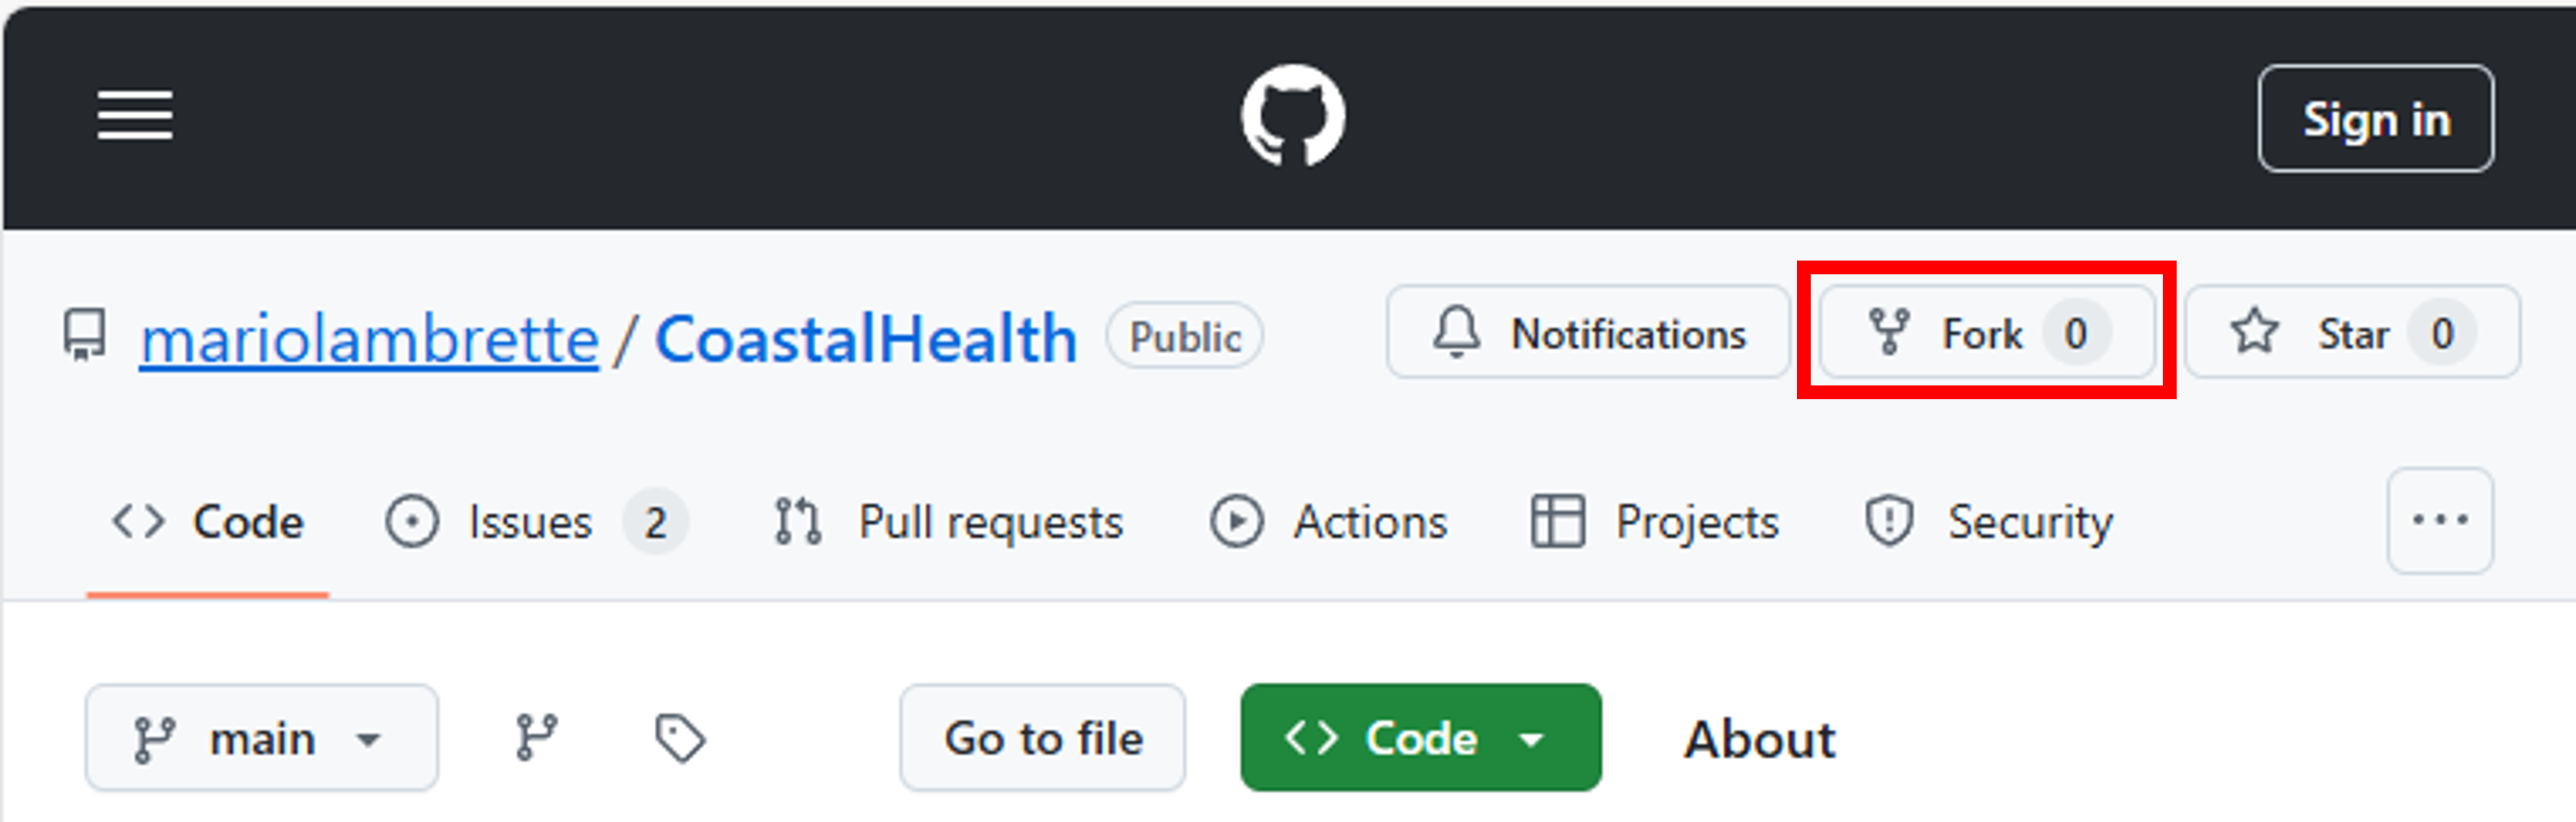 Sign in
mariolambrette / CoastalHealth Public Notifications Fork 0 Star 0
Code Issues 2 Pull requests Actions Projects Security ...
main Go to file Code About